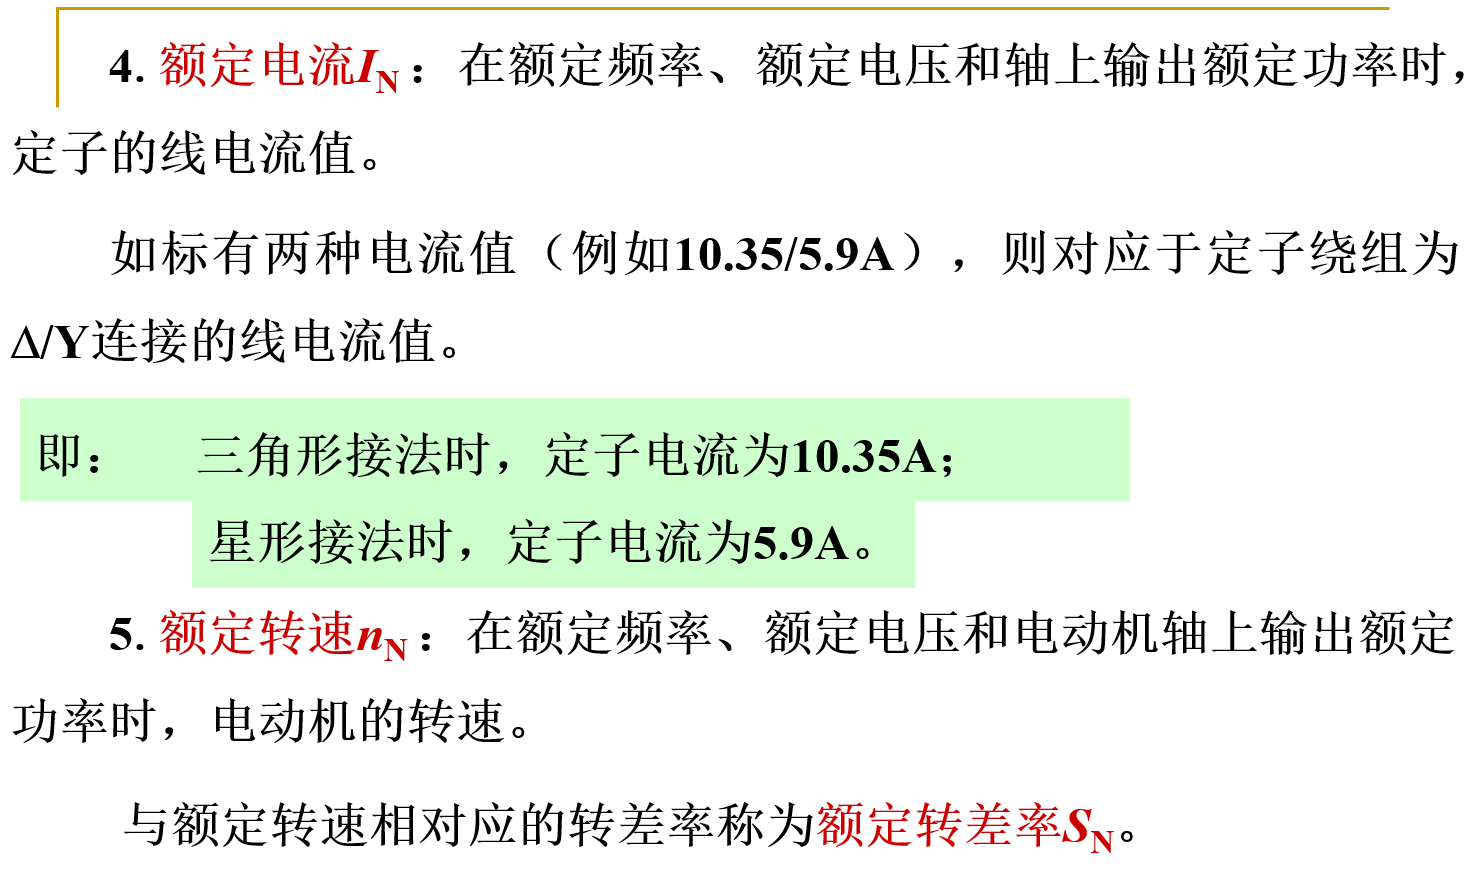 4. 额定电流IN：在额定频率、额定电压和轴上输出额定功率时，
定子的线电流值。
如标有两种电流值（例如10.35/5.9A），则对应于定子绕组为
Δ/Y连接的线电流值。
即： 三角形接法时，定子电流为10.35A；
星形接法时，定子电流为5.9A。
5. 额定转速nN：在额定频率、额定电压和电动机轴上输出额定
功率时，电动机的转速。
与额定转速相对应的转差率称为额定转差率SN。